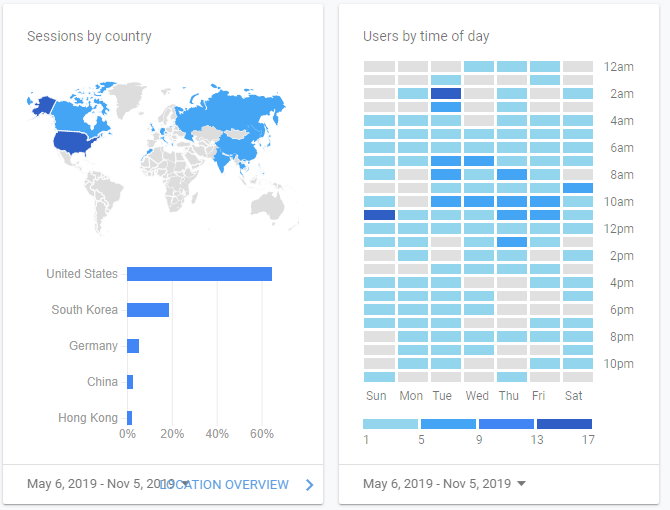 Sessions by country
United States
South Korea
Germany
China
Hong Kong
0% 20% 40% 60%
May 6, 2019 - Nov 5, 2019
LOCATION OVERVIEW
Users by time of day
12am
2am
4am
6am
8am
10am
12pm
2pm
4pm
6pm
8pm
10pm
Sun Mon Tue Wed Thu Fri Sat
1 5 9 13 17
May 6, 2019 - Nov 5, 2019